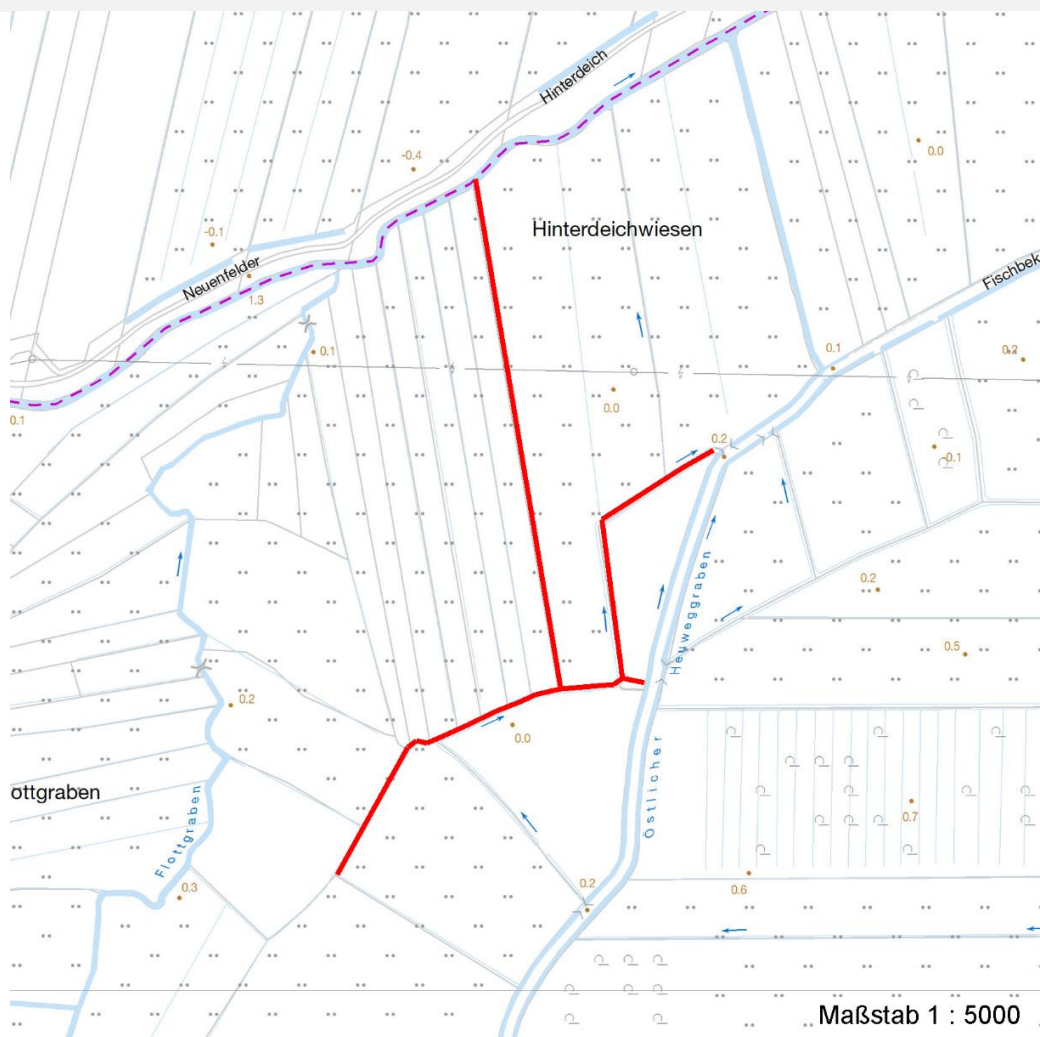 Hinterdeich
0.0
-0.4
Hinterdeichwiesen
-0.1
Neuenfelder
1.3
Fischbek
0.1
0.1
0.2
0.1
0.0
0.2
-0.1
0.2
Heuweggraben
0.5
0.2
0.0
Östlicher
ottgraben
Flottgraben
0.7
0.2
0.6
0.3
Maßstab 1 : 5000